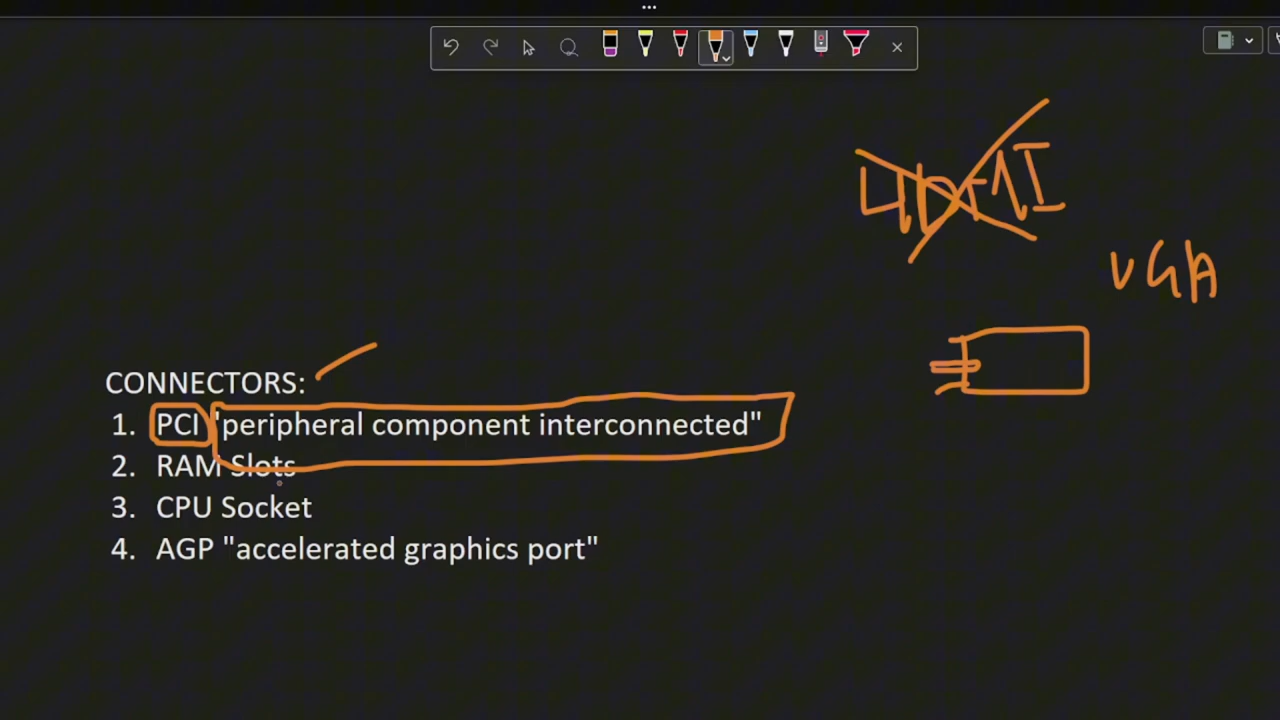 HDMI
VGA
CONNECTORS:
1. PCI "peripheral component interconnected"
2. RAM Slots
3. CPU Socket
4. AGP "accelerated graphics port"